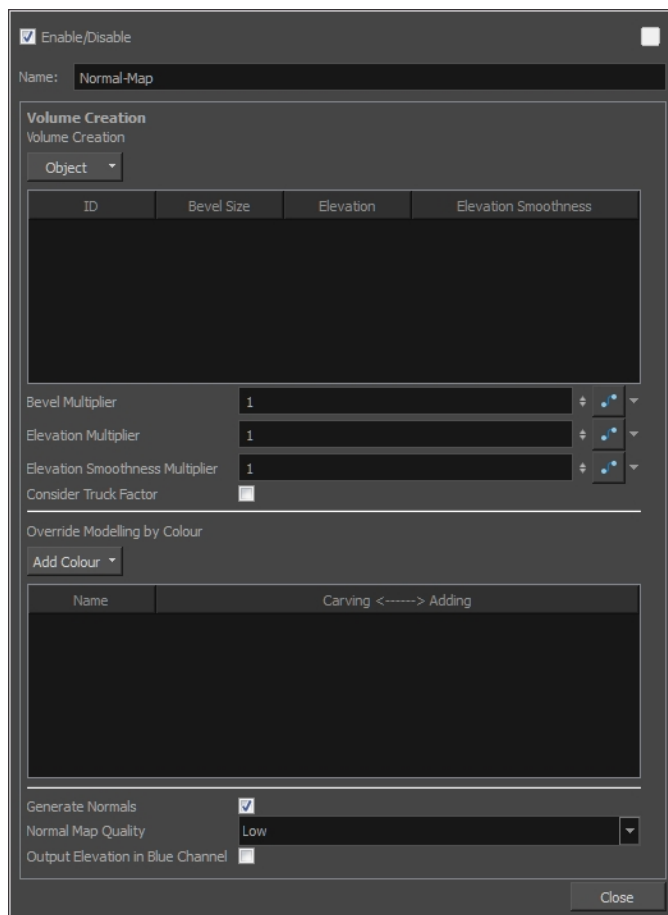 Enable/Disable
Name: Normal-Map
Volume Creation
Volume Creation
Object
ID Bevel Size Elevation Elevation Smoothness
Bevel Multiplier 1
Elevation Multiplier 1
Elevation Smoothness Multiplier 1
Consider Truck Factor
Override Modelling by Colour
Add Colour
Name Carving <------> Adding
Generate Normals
Normal Map Quality Low
Output Elevation in Blue Channel
Close